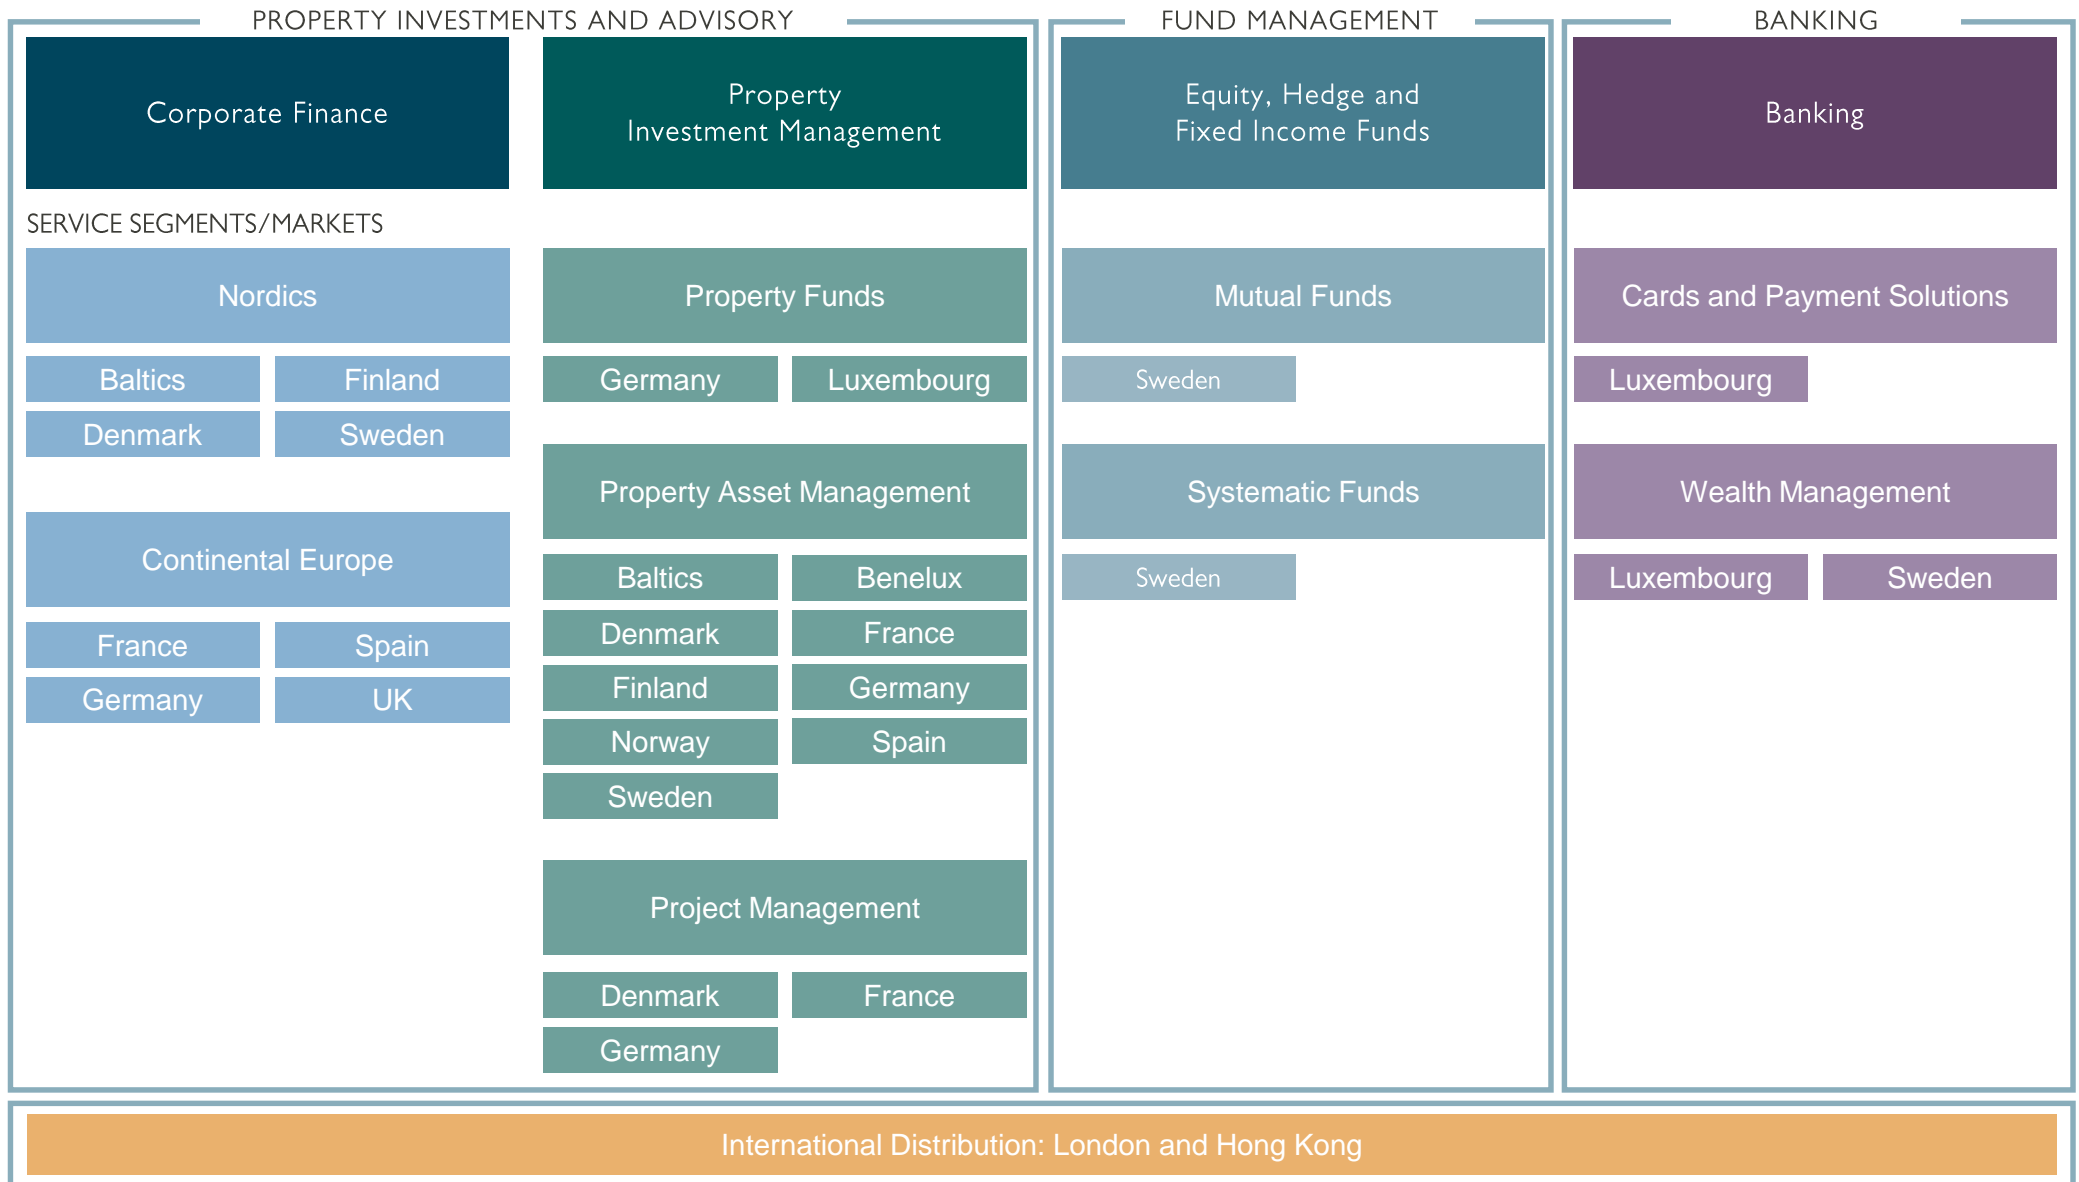 PROPERTY INVESTMENTS AND ADVISORY
FUND MANAGEMENT
BANKING
Corporate Finance
Property
Investment Management
Equity, Hedge and
Fixed Income Funds
Banking
SERVICE SEGMENTS/MARKETS
Nordics
Baltics
Finland
Denmark
Sweden
Continental Europe
France
Spain
Germany
UK
Property Funds
Germany
Luxembourg
Property Asset Management
Baltics
Benelux
Denmark
France
Finland
Germany
Norway
Spain
Sweden
Project Management
Denmark
France
Germany
Mutual Funds
Sweden
Systematic Funds
Sweden
Cards and Payment Solutions
Luxembourg
Wealth Management
Luxembourg
Sweden
International Distribution: London and Hong Kong